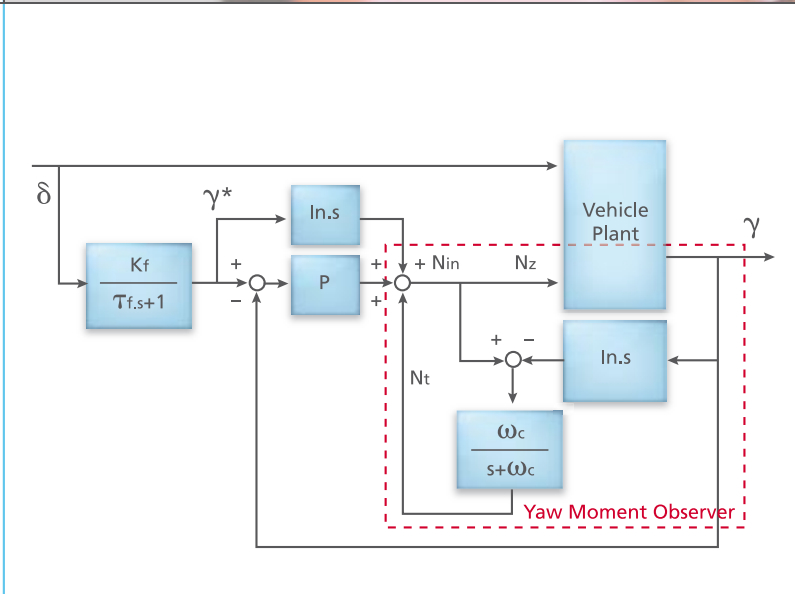 δ
γ*
In.s
Vehicle
Plant
γ
Kf
τf.s+1
+
−
P
+
+
+ Nin
Nz
+ −
In.s
Nt
ωc
s+ωc
Yaw Moment Observer